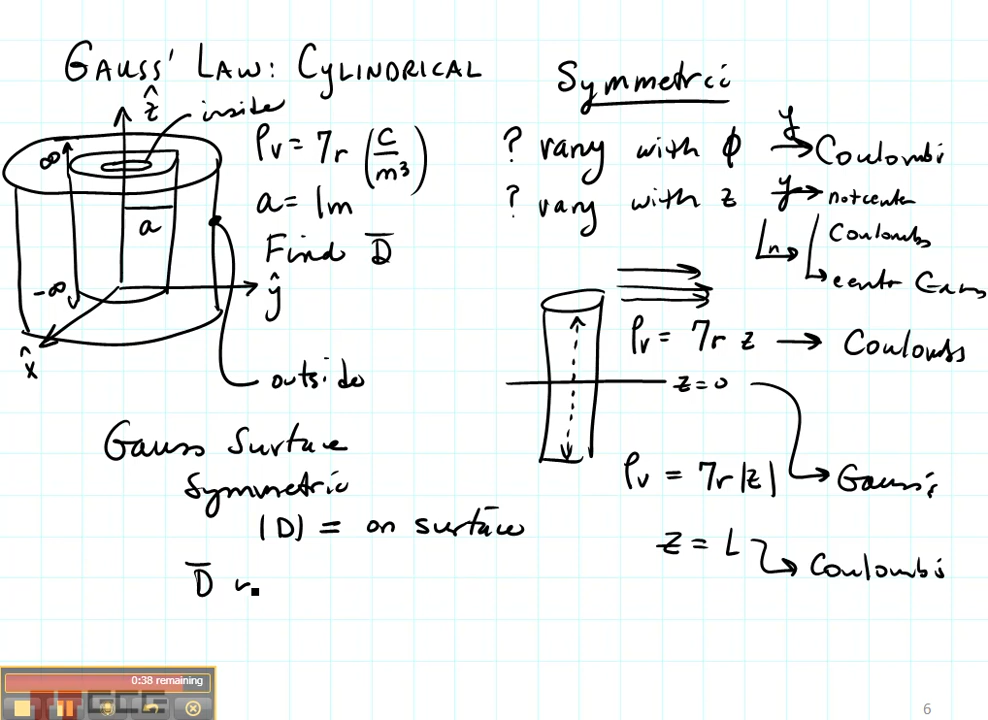 GAUSS' LAW: CYLINDRICAL
ẑ
inside
∞
a
-∞
ŷ
x̂
outside
ρv = 7r (C/m³)
a = 1m
Find D̅
Gauss Surface
Symmetric
|D| = on surface
D̅
Symmetric
? vary with ϕ y → Coulombs
? vary with z y → not center
Coulombs
n → center Gauss
ρv = 7r z → Coulombs
z = 0
ρv = 7r|z| → Gauss's
z = L → Coulombs
0:38 remaining
6